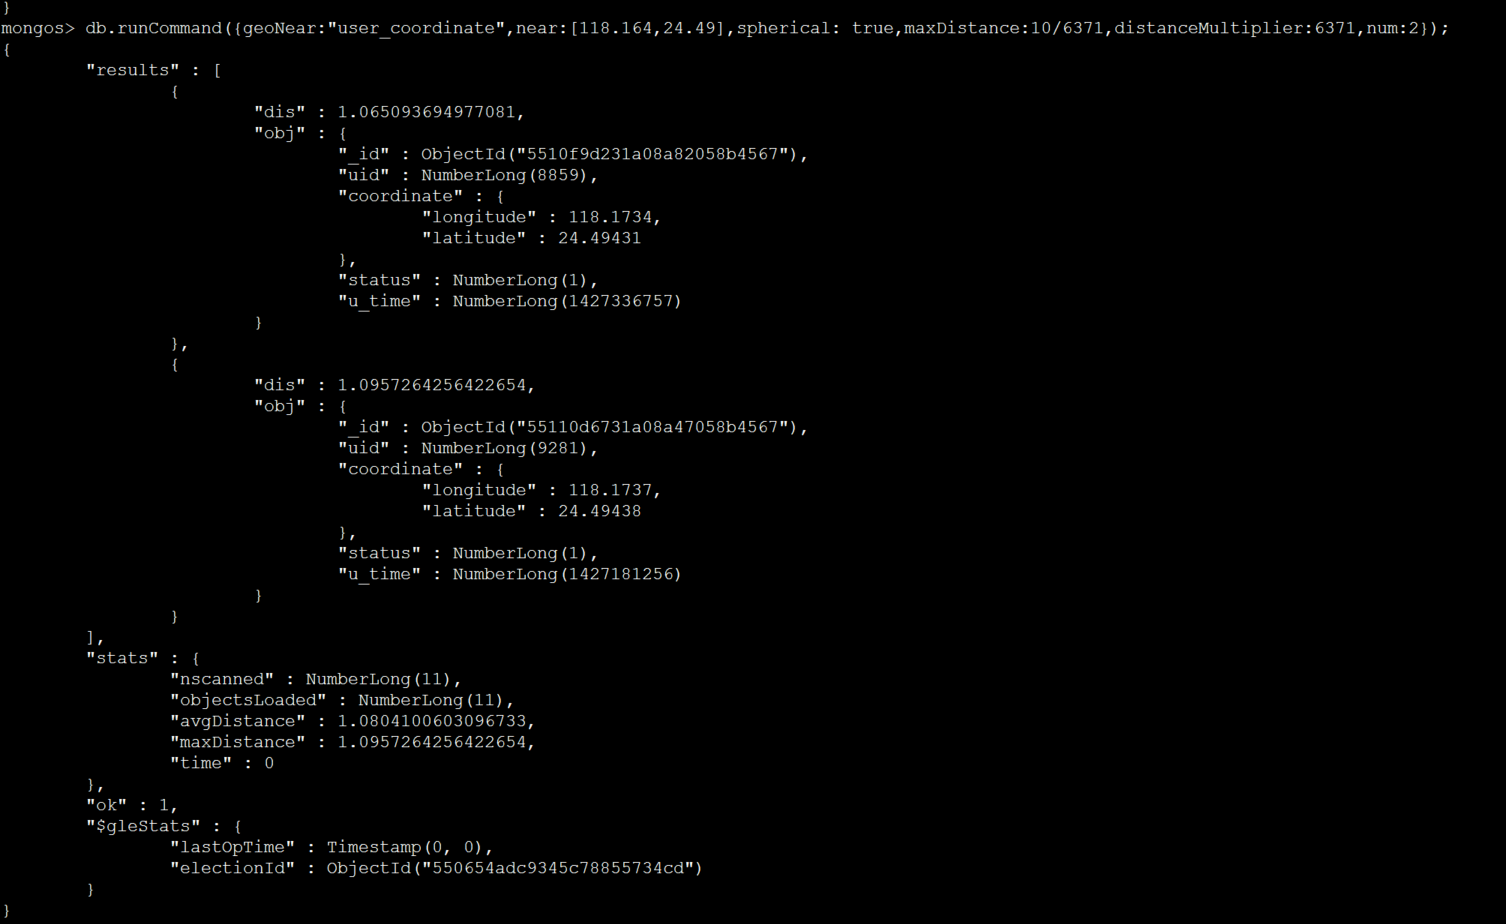 }
mongos> db.runCommand({geoNear:"user_coordinate",near:[118.164,24.49],spherical: true,maxDistance:10/6371,distanceMultiplier:6371,num:2});
{
        "results" : [
                {
                        "dis" : 1.065093694977081,
                        "obj" : {
                                "_id" : ObjectId("5510f9d231a08a82058b4567"),
                                "uid" : NumberLong(8859),
                                "coordinate" : {
                                        "longitude" : 118.1734,
                                        "latitude" : 24.49431
                                },
                                "status" : NumberLong(1),
                                "u_time" : NumberLong(1427336757)
                        }
                },
                {
                        "dis" : 1.0957264256422654,
                        "obj" : {
                                "_id" : ObjectId("55110d6731a08a47058b4567"),
                                "uid" : NumberLong(9281),
                                "coordinate" : {
                                        "longitude" : 118.1737,
                                        "latitude" : 24.49438
                                },
                                "status" : NumberLong(1),
                                "u_time" : NumberLong(1427181256)
                        }
                }
        ],
        "stats" : {
                "nscanned" : NumberLong(11),
                "objectsLoaded" : NumberLong(11),
                "avgDistance" : 1.0804100603096733,
                "maxDistance" : 1.0957264256422654,
                "time" : 0
        },
        "ok" : 1,
        "$gleStats" : {
                "lastOpTime" : Timestamp(0, 0),
                "electionId" : ObjectId("550654adc9345c78855734cd")
        }
}